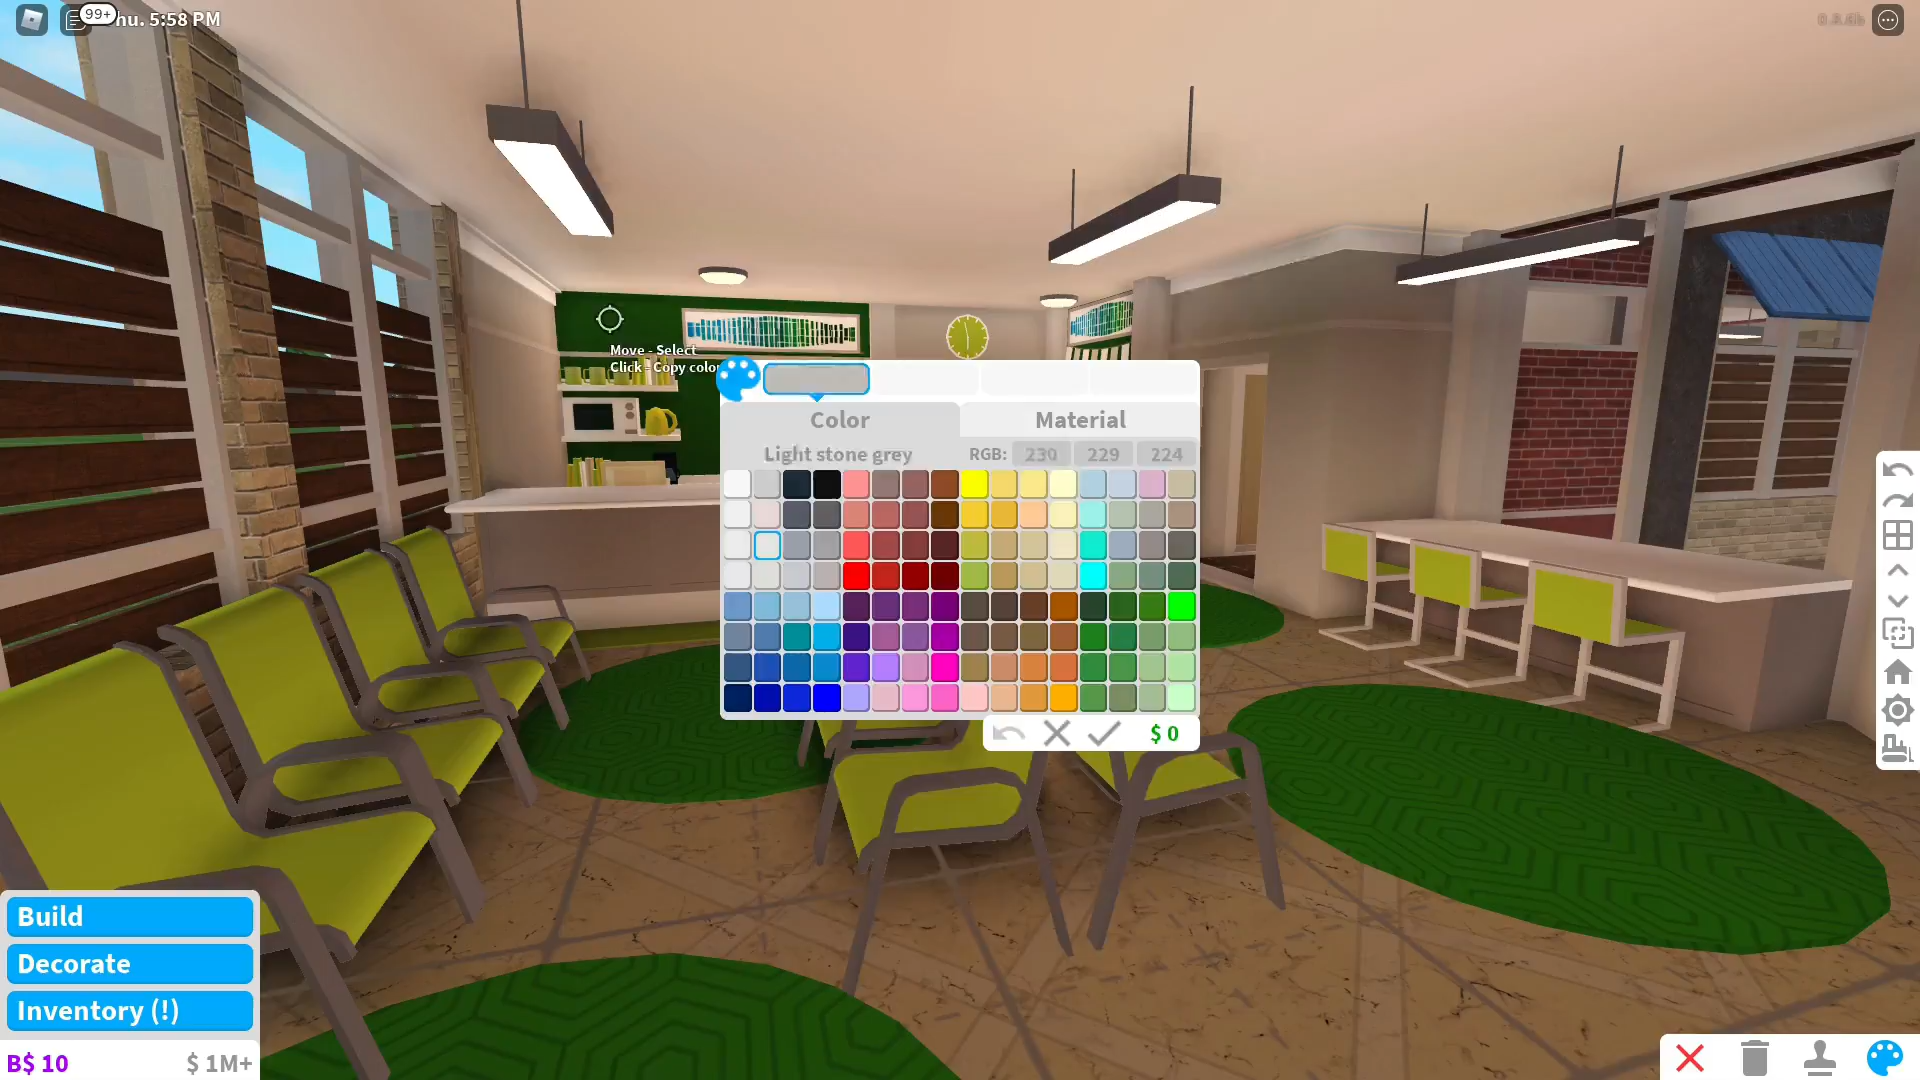 99+
hu. 5:58 PM
Move - Select
Click - Copy color
Color
Material
Light stone grey
RGB: 230 229 224
$ 0
Build
Decorate
Inventory (!)
B$ 10
$ 1M+